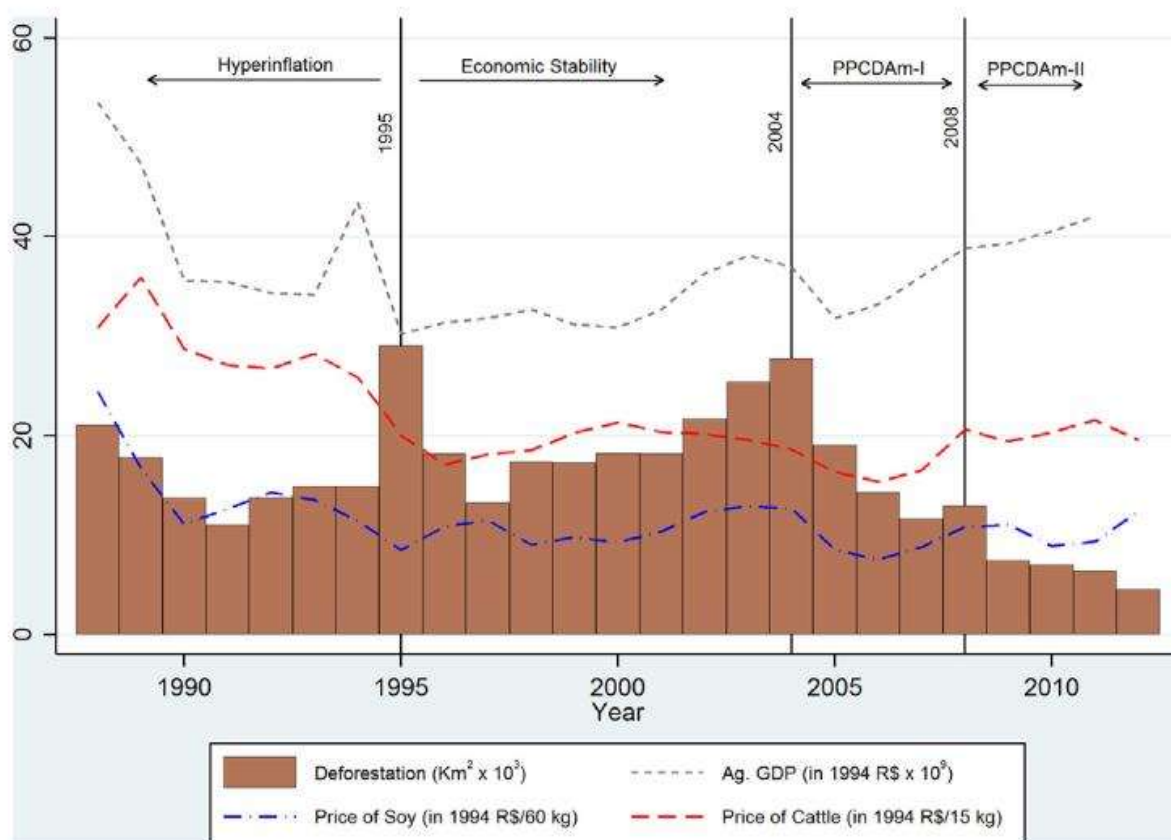 60
40
20
0
Hyperinflation
Economic Stability
PPCDAm-I
PPCDAm-II
1995
2004
2008
1990
1995
2000
2005
2010
Year
Deforestation (Km² x 10³)
Ag. GDP (in 1994 R$ x 10⁹)
Price of Soy (in 1994 R$/60 kg)
Price of Cattle (in 1994 R$/15 kg)